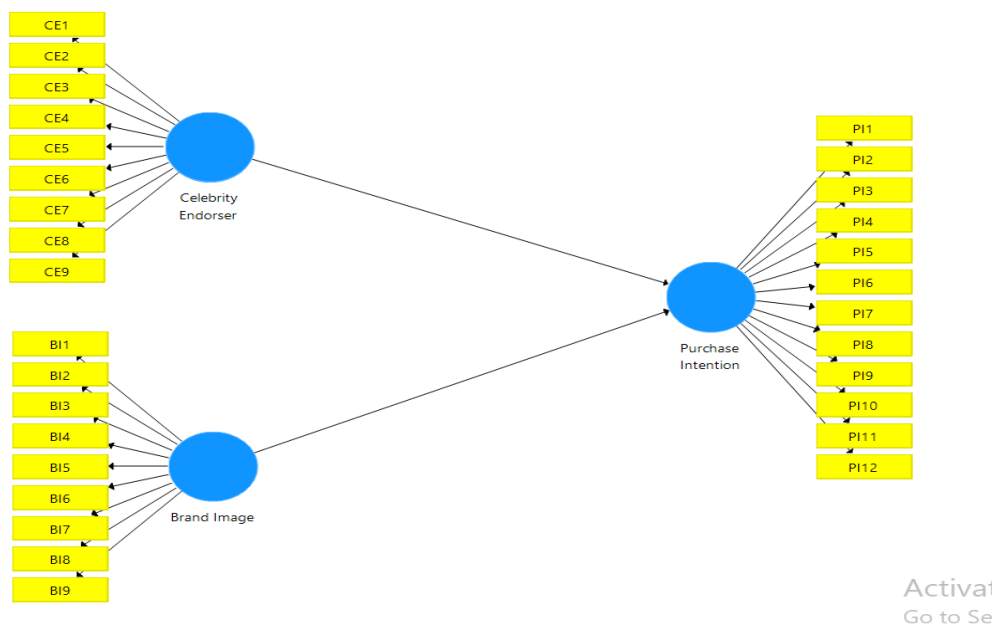 CE1
CE2
CE3
CE4
CE5
CE6
CE7
CE8
CE9
Celebrity
Endorser
BI1
BI2
BI3
BI4
BI5
BI6
BI7
BI8
BI9
Brand Image
PI1
PI2
PI3
PI4
PI5
PI6
PI7
PI8
PI9
PI10
PI11
PI12
Purchase
Intention
Activat
Go to Se